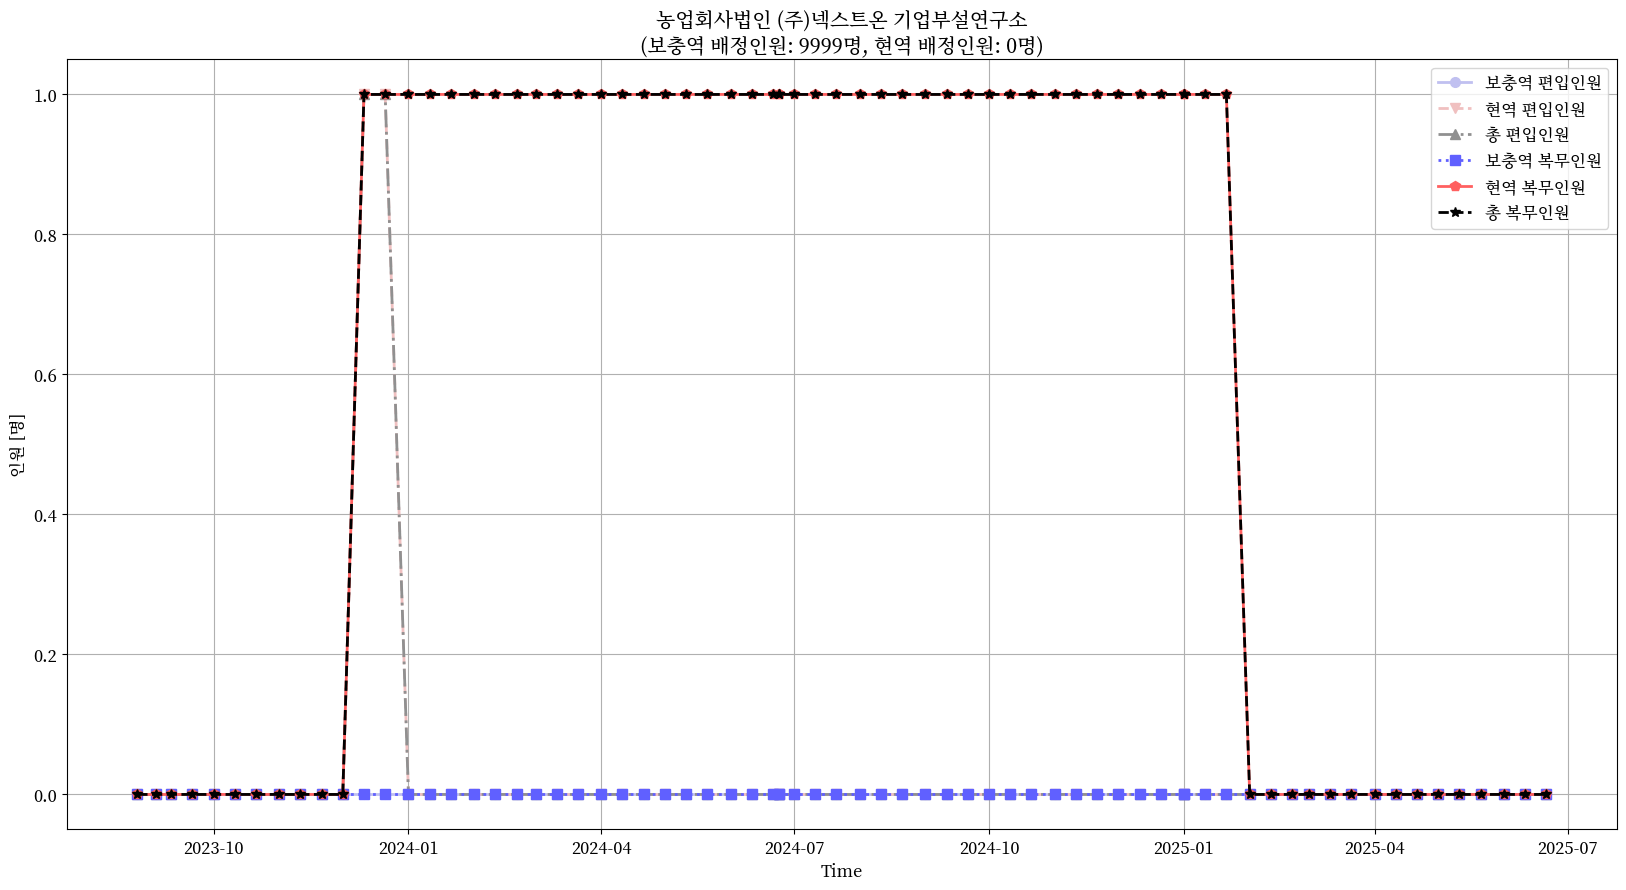 농업회사법인 (주)넥스트온 기업부설연구소
(보충역 배정인원: 9999명, 현역 배정인원: 0명)
보충역 편입인원
현역 편입인원
총 편입인원
보충역 복무인원
현역 복무인원
총 복무인원
인원 [명]
1.0
0.8
0.6
0.4
0.2
0.0
2023-10 2024-01 2024-04 2024-07 2024-10 2025-01 2025-04 2025-07
Time